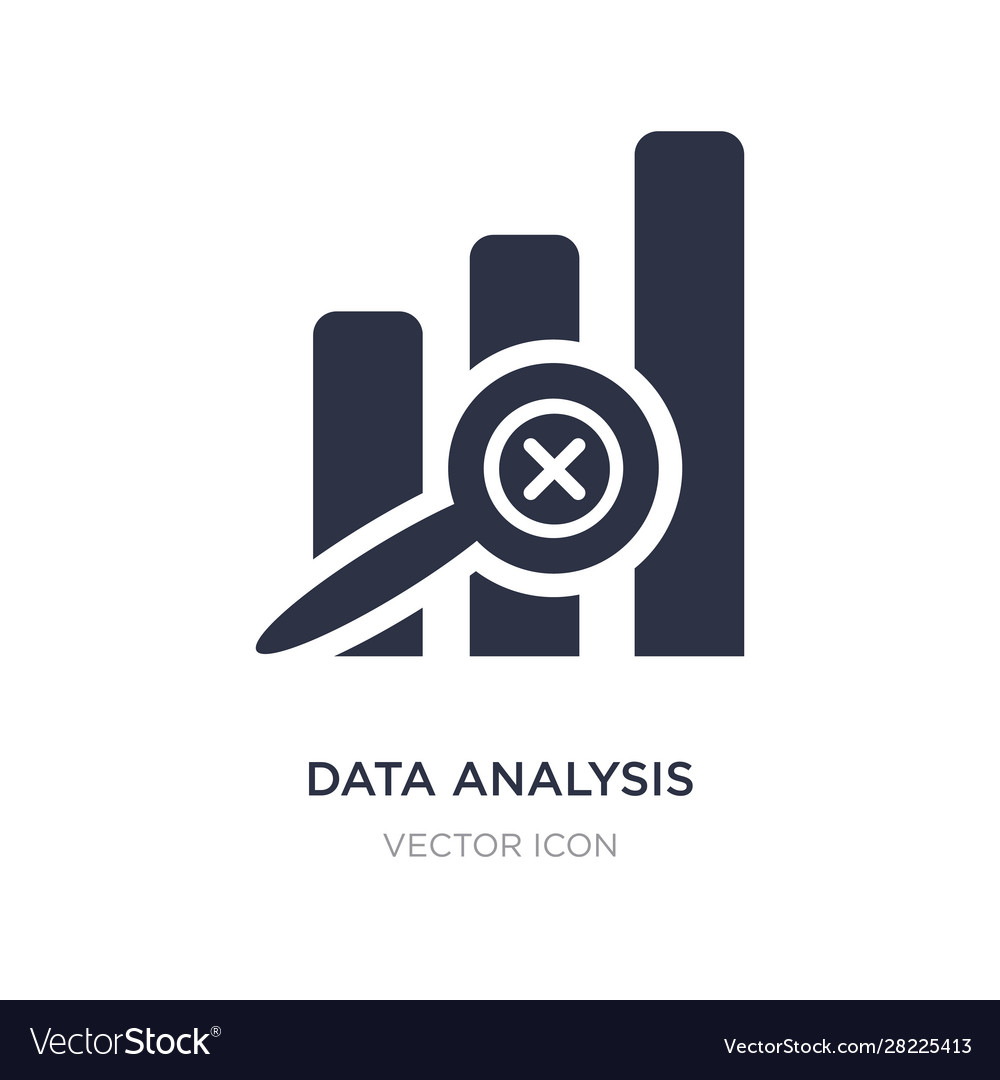 DATA ANALYSIS
VECTOR ICON
VectorStock®
VectorStock.com/28225413